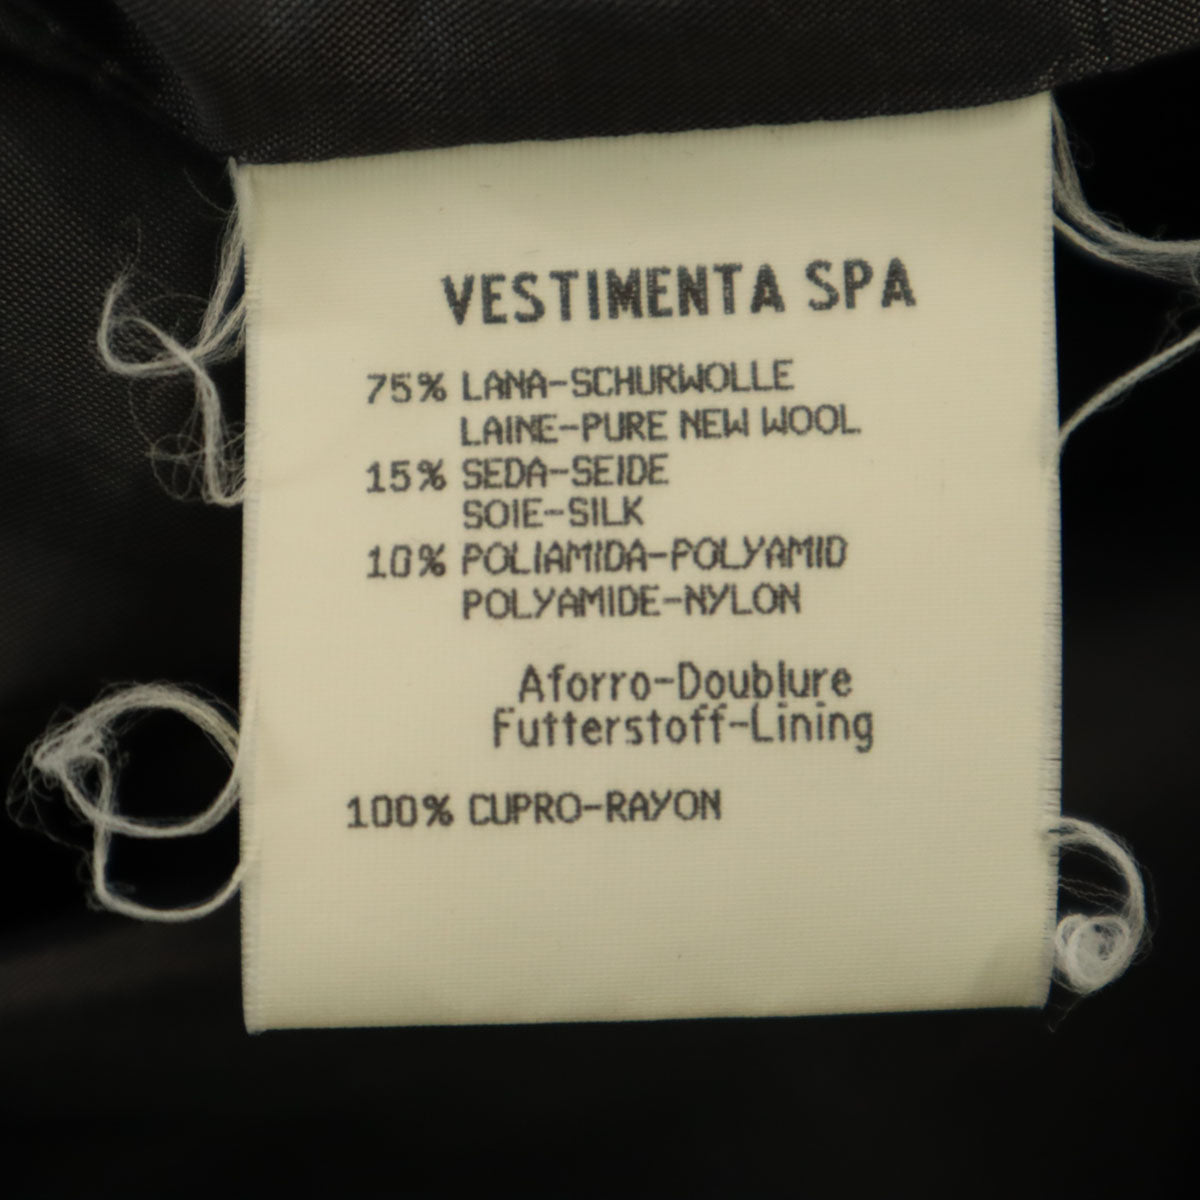 VESTIMENTA SPA
75% LANA-SCHURWOLLE
LAINE-PURE NEW WOOL
15% SEDA-SEIDE
SOIE-SILK
10% POLIAMIDA-POLYAMID
POLYAMIDE-NYLON
Aforro-Doublure
Futterstoff-Lining
100% CUPRO-RAYON